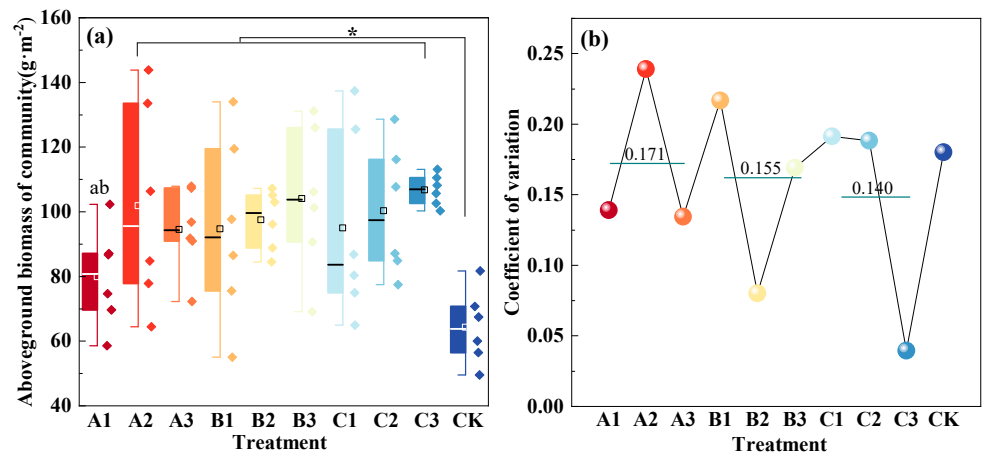 (a)
*
ab
Aboveground biomass of community(g·m⁻²)
160
140
120
100
80
60
40
A1 A2 A3 B1 B2 B3 C1 C2 C3 CK
Treatment
(b)
0.171
0.155
0.140
Coefficient of variation
0.25
0.20
0.15
0.10
0.05
0.00
A1 A2 A3 B1 B2 B3 C1 C2 C3 CK
Treatment